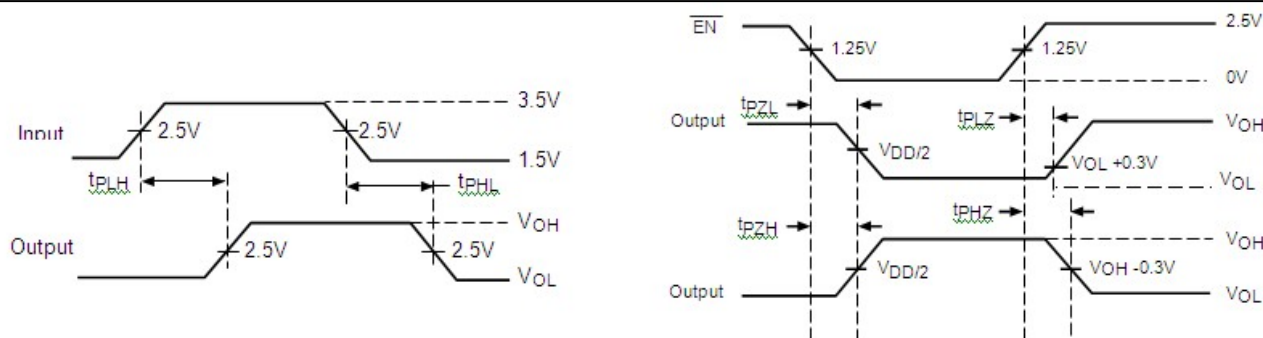 Input
2.5V
2.5V
3.5V
1.5V
tPLH
tPHL
Output
2.5V
2.5V
VOH
VOL
EN
1.25V
1.25V
2.5V
0V
tPZL
tPLZ
Output
VDD/2
VOL +0.3V
VOH
VOL
tPZH
tPHZ
Output
VDD/2
VOH -0.3V
VOH
VOL